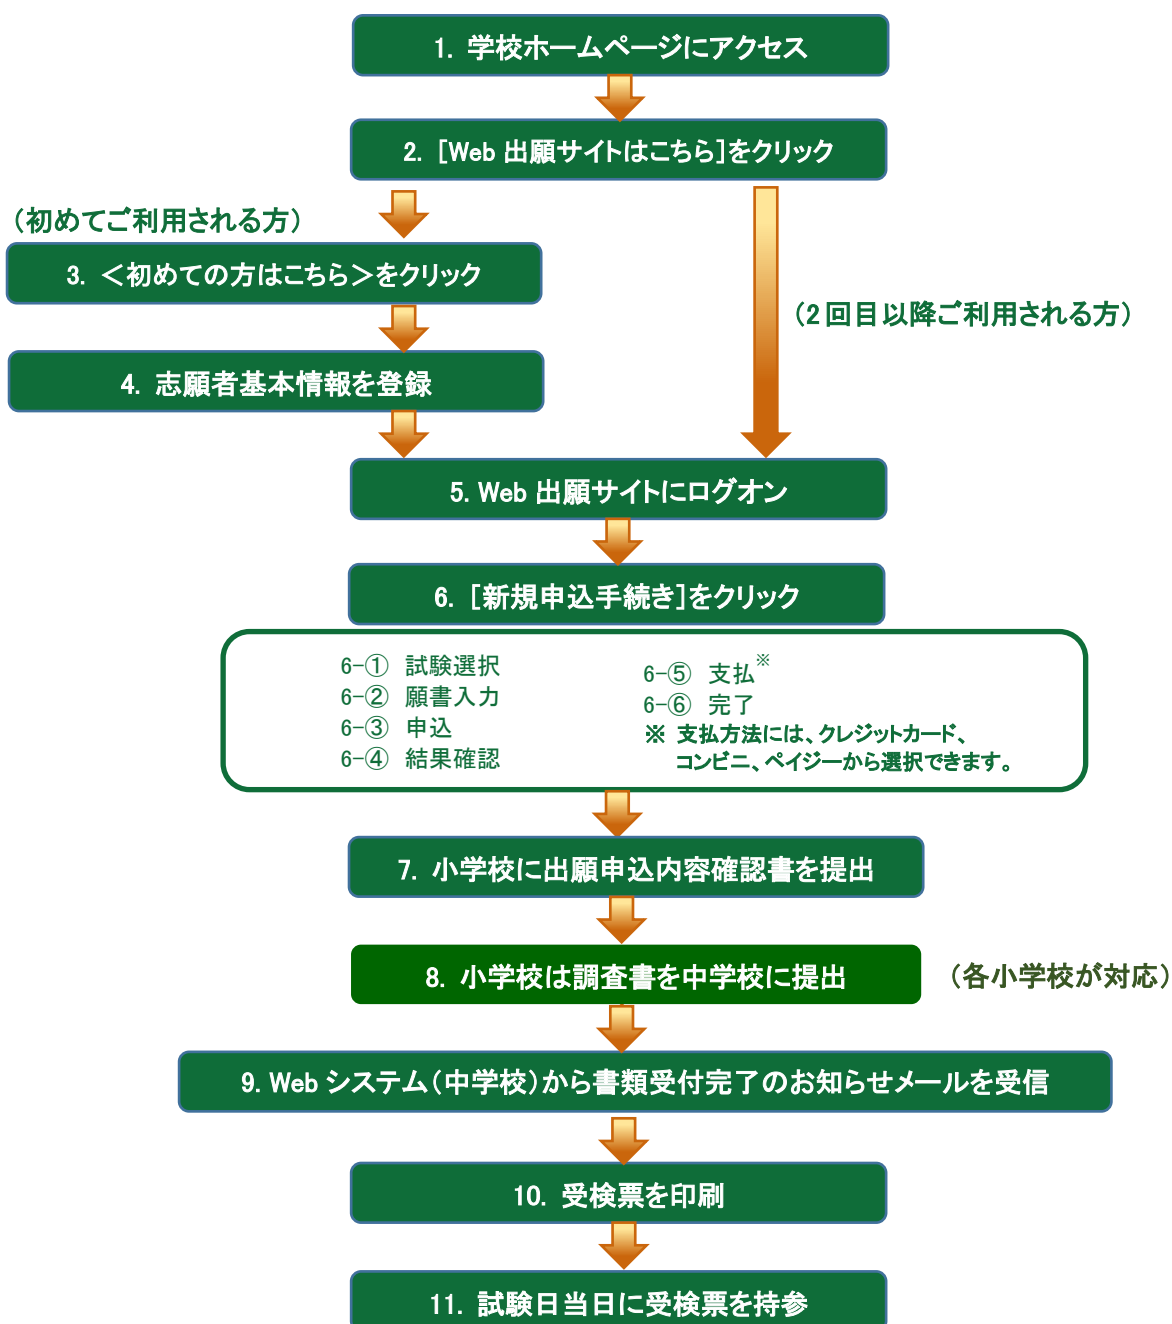 1. 学校ホームページにアクセス
2. [Web 出願サイトはこちら]をクリック
(初めてご利用される方)
3. <初めての方はこちら>をクリック
(2回目以降ご利用される方)
4. 志願者基本情報を登録
5. Web 出願サイトにログオン
6. [新規申込手続き]をクリック
6-① 試験選択
6-② 願書入力
6-③ 申込
6-④ 結果確認
6-⑤ 支払※
6-⑥ 完了
※ 支払方法には、クレジットカード、
コンビニ、ペイジーから選択できます。
7. 小学校に出願申込内容確認書を提出
8. 小学校は調査書を中学校に提出
(各小学校が対応)
9. Web システム(中学校)から書類受付完了のお知らせメールを受信
10. 受検票を印刷
11. 試験日当日に受検票を持参